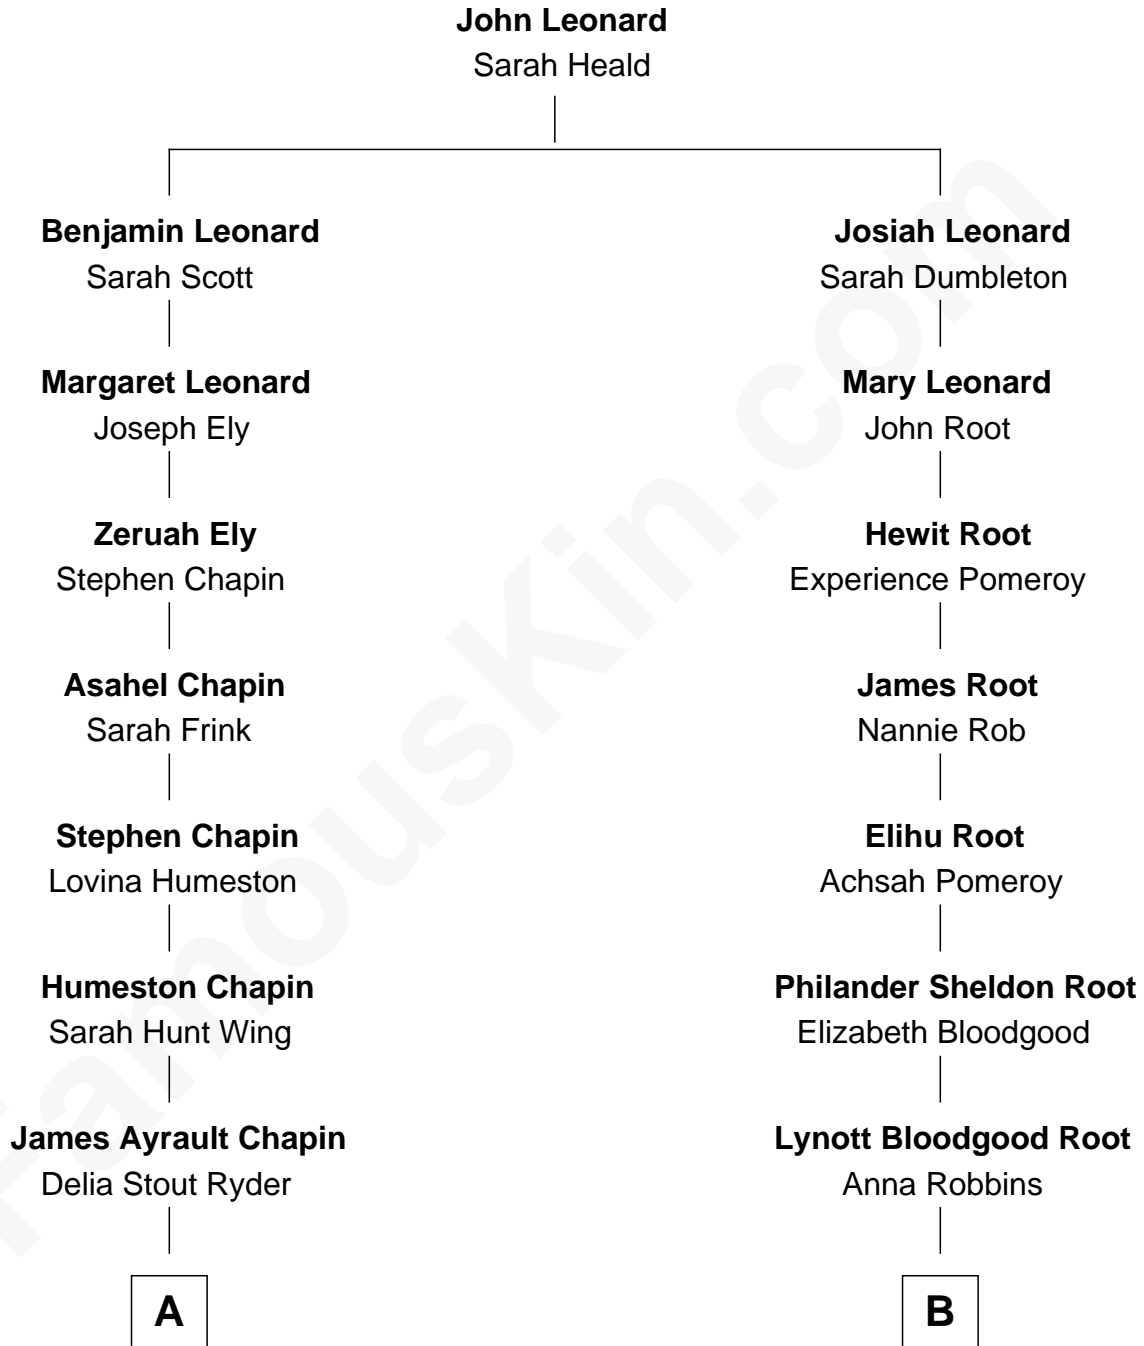 John Leonard
Sarah Heald
Benjamin Leonard
Sarah Scott
Josiah Leonard
Sarah Dumbleton
Margaret Leonard
Joseph Ely
Mary Leonard
John Root
Zeruah Ely
Stephen Chapin
Hewit Root
Experience Pomeroy
Asahel Chapin
Sarah Frink
James Root
Nannie Rob
Stephen Chapin
Lovina Humeston
Elihu Root
Achsah Pomeroy
Humeston Chapin
Sarah Hunt Wing
Philander Sheldon Root
Elizabeth Bloodgood
James Ayrault Chapin
Delia Stout Ryder
Lynott Bloodgood Root
Anna Robbins
A
B
FamousKin.com